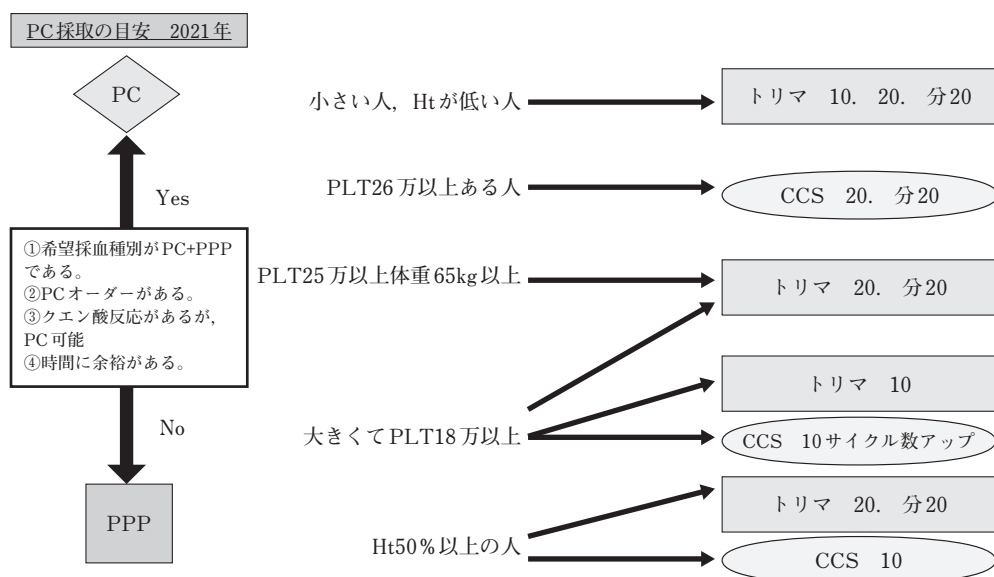 PC採取の目安　2021年
PC
Yes
①希望採血種別がPC+PPP
である。
②PCオーダーがある。
③クエン酸反応があるが,
PC可能
④時間に余裕がある。
No
PPP
小さい人，Htが低い人
トリマ　10.　20.　分20
PLT26万以上ある人
CCS　20.　分20
PLT25万以上体重65kg以上
トリマ　20.　分20
大きくてPLT18万以上
トリマ　10
CCS　10サイクル数アップ
Ht50％以上の人
トリマ　20.　分20
CCS　10